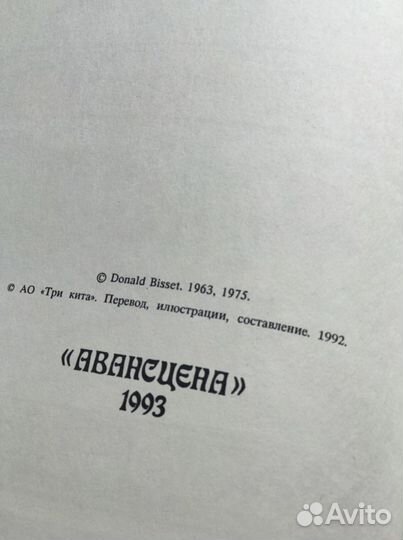 © Donald Bisset. 1963, 1975.
© АО «Три кита». Перевод, илюстрации, составление. 1992.
«АВАНСЦЕНА»
1993
Avito